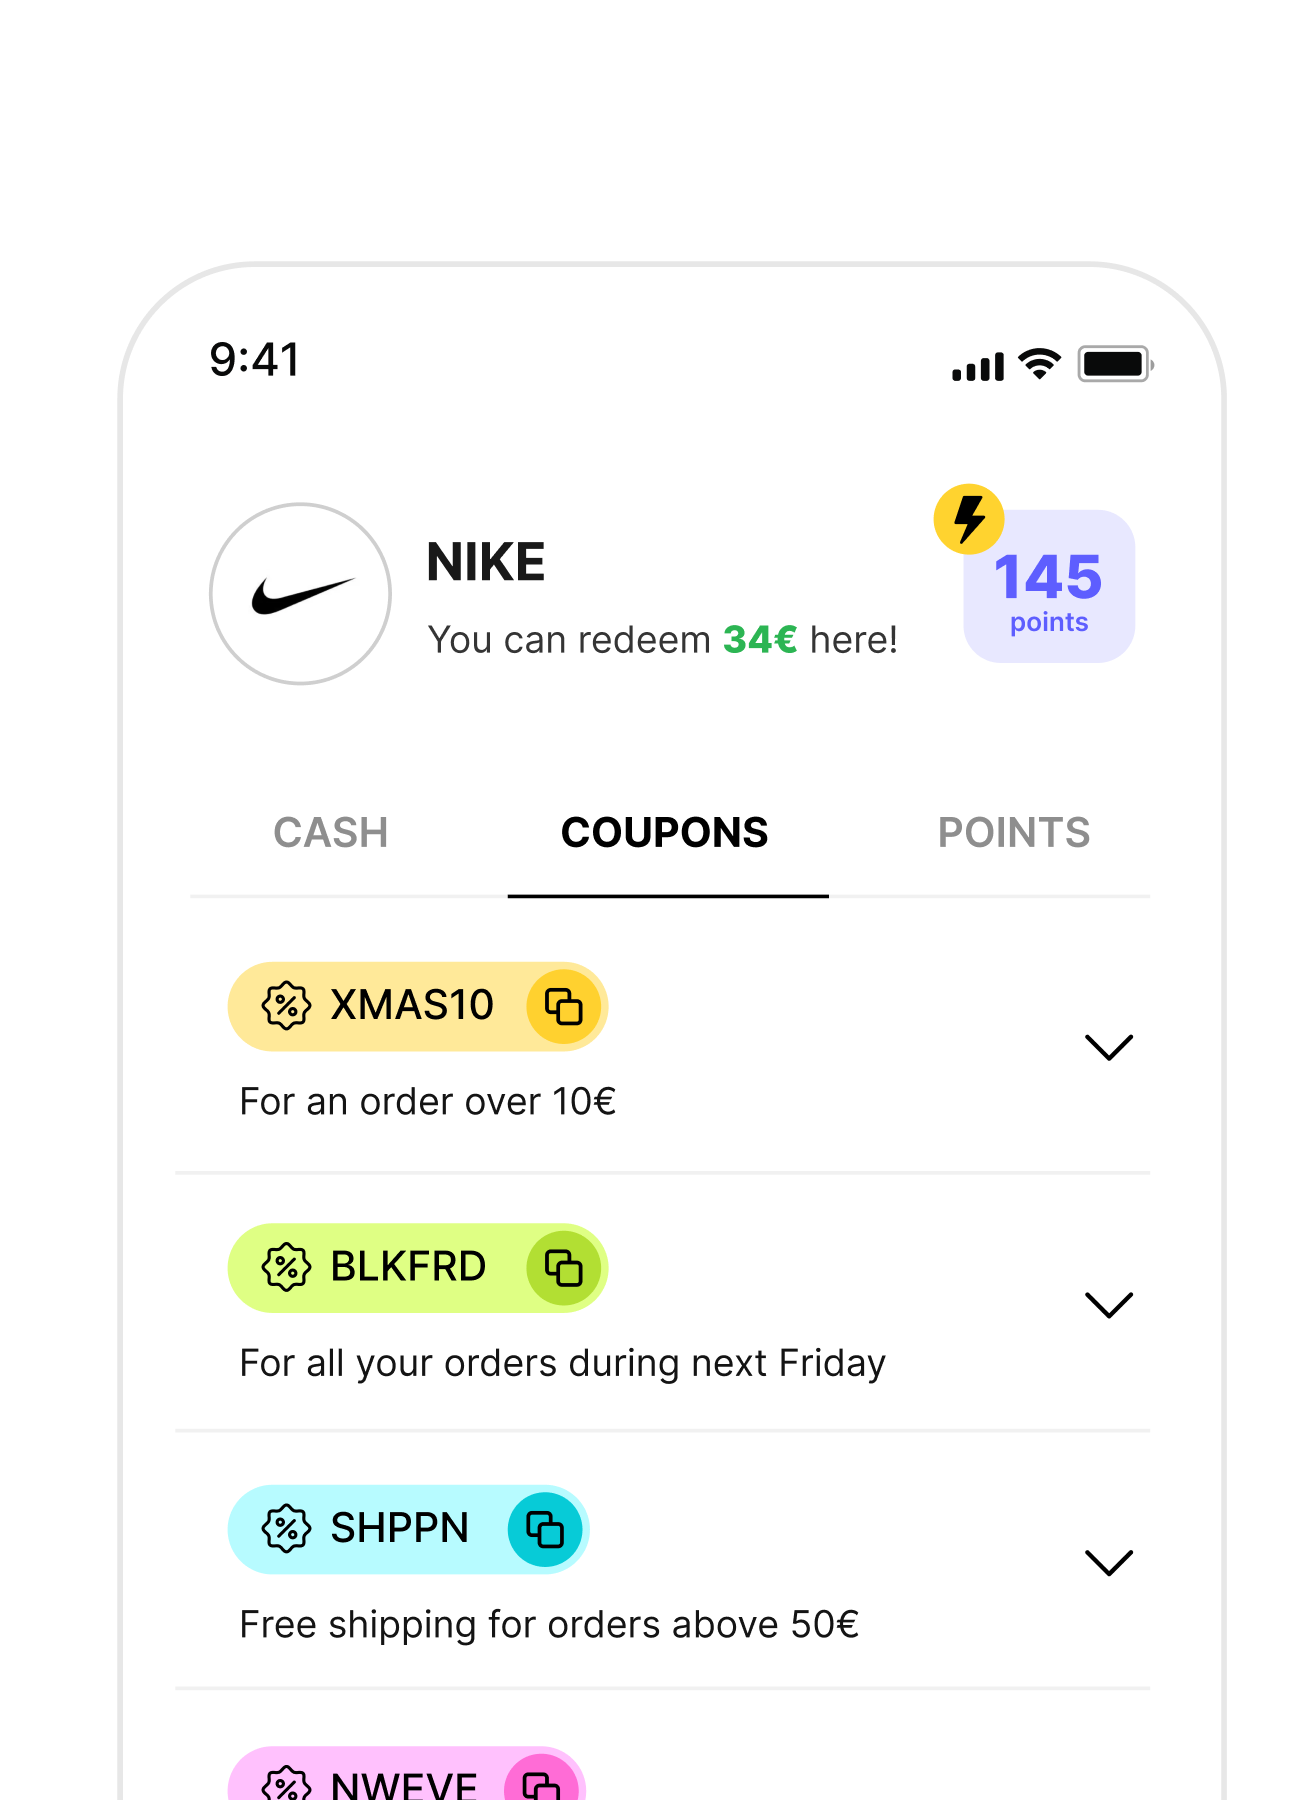 9:41
NIKE
You can redeem 34€ here!
145
points
CASH COUPONS POINTS
XMAS10
For an order over 10€
BLKFRD
For all your orders during next Friday
SHPPN
Free shipping for orders above 50€
NWEVE